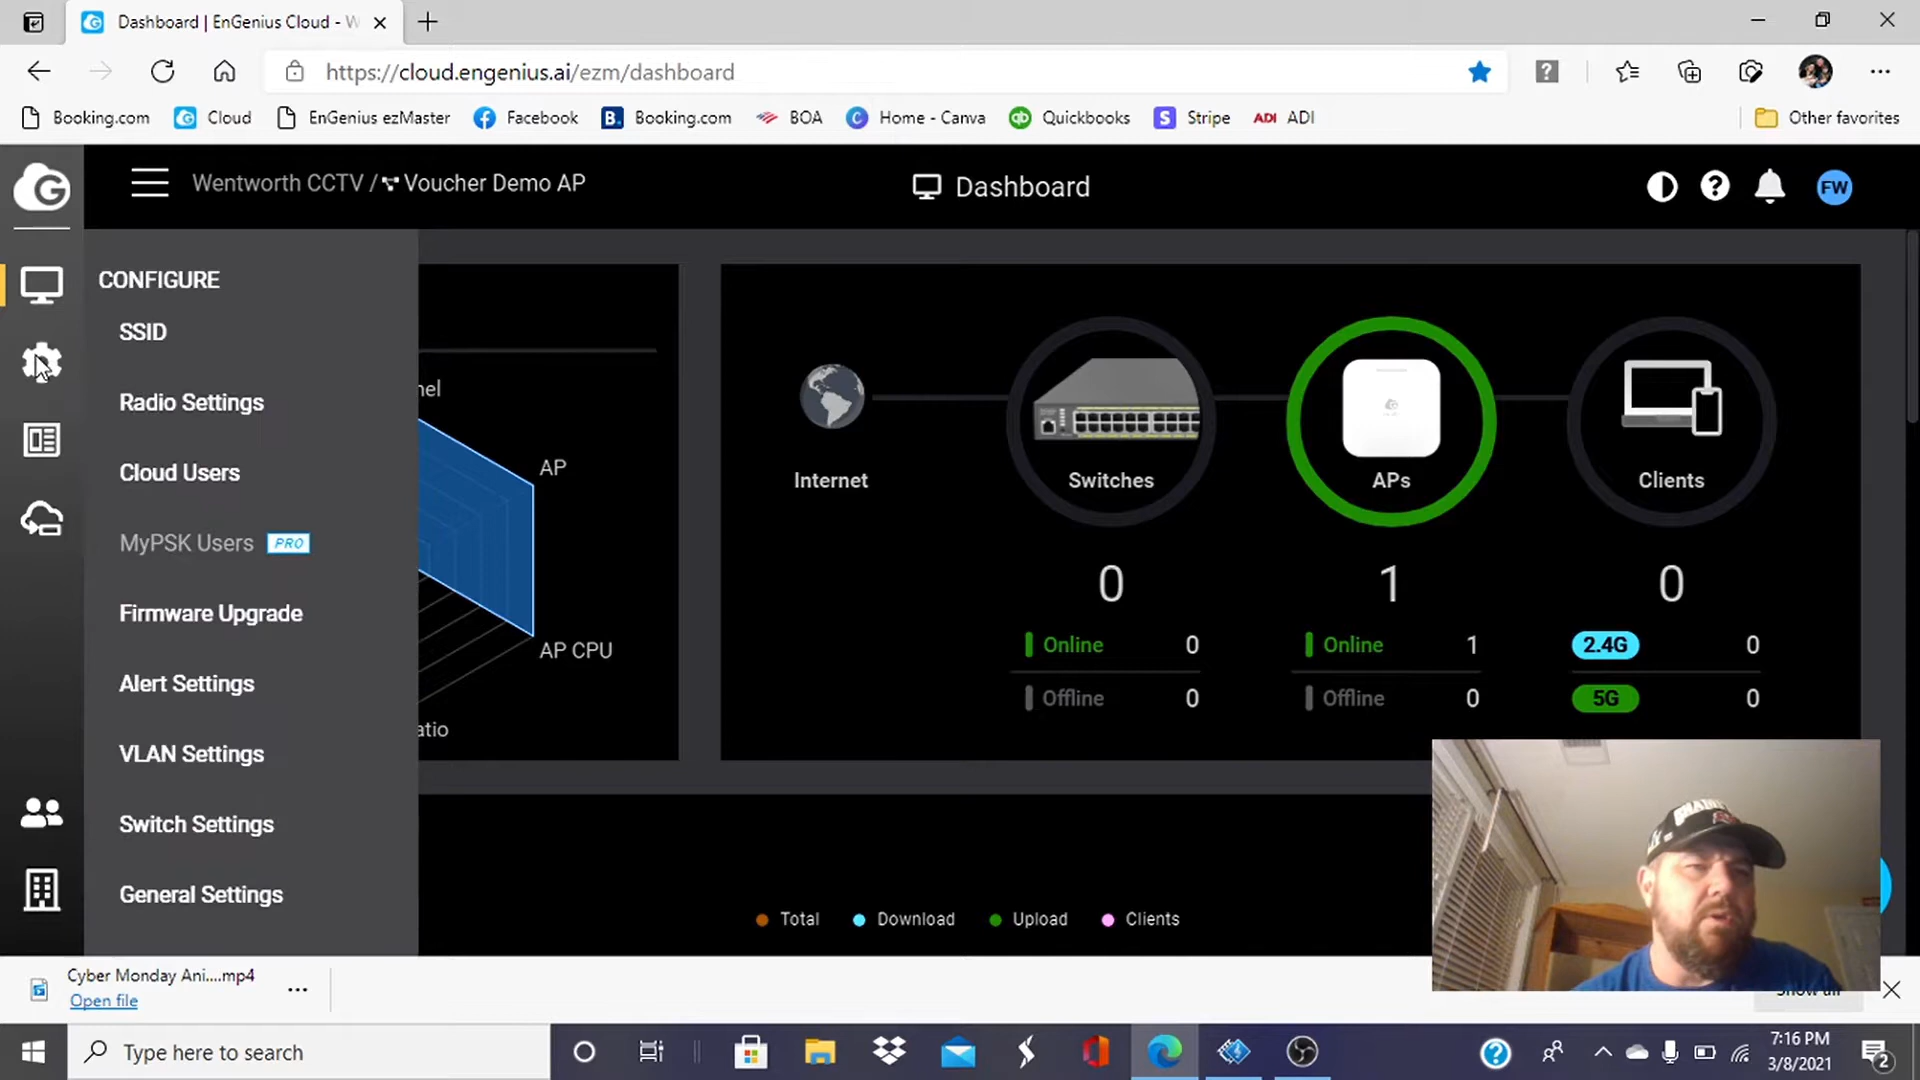 Dashboard | EnGenius Cloud - W
https://cloud.engenius.ai/ezm/dashboard
Booking.com
Cloud
EnGenius ezMaster
Facebook
B. Booking.com
BOA
C Home - Canva
qb Quickbooks
S Stripe
ADI ADI
Other favorites
Wentworth CCTV / Voucher Demo AP
Dashboard
FW
CONFIGURE
SSID
Radio Settings
Cloud Users
MyPSK Users PRO
Firmware Upgrade
Alert Settings
VLAN Settings
Switch Settings
General Settings
nel
AP
AP CPU
atio
Internet
Switches
APs
Clients
0
1
0
Online 0
Online 1
2.4G 0
Offline 0
Offline 0
5G 0
Total
Download
Upload
Clients
Cyber Monday Ani....mp4
Open file
Show all
Type here to search
7:16 PM
3/8/2021
2